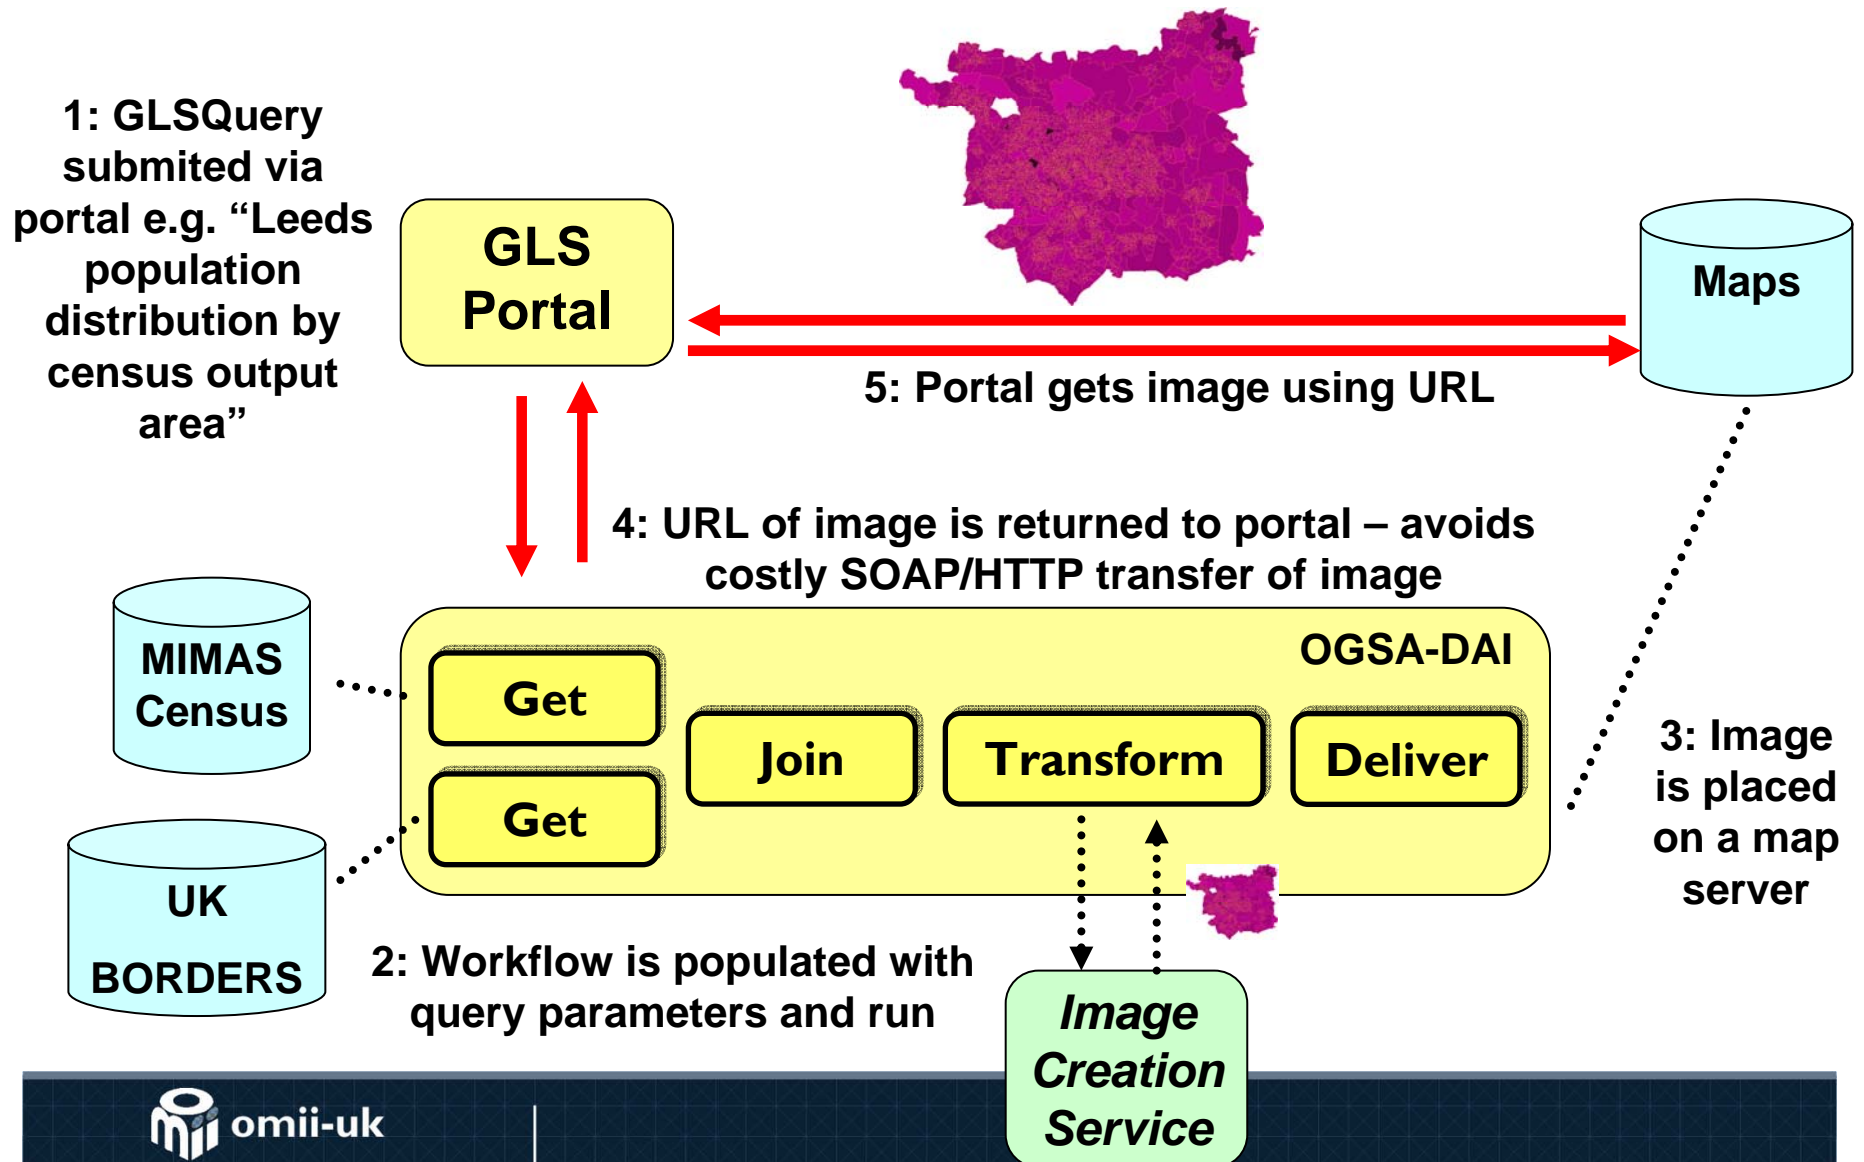 1: GLSQuery
submited via
portal e.g. “Leeds
population
distribution by
census output
area”
GLS
Portal
Maps
5: Portal gets image using URL
4: URL of image is returned to portal – avoids
costly SOAP/HTTP transfer of image
MIMAS
Census
UK
BORDERS
OGSA-DAI
Get
Get
Join
Transform
Deliver
3: Image
is placed
on a map
server
2: Workflow is populated with
query parameters and run
Image
Creation
Service
omii-uk